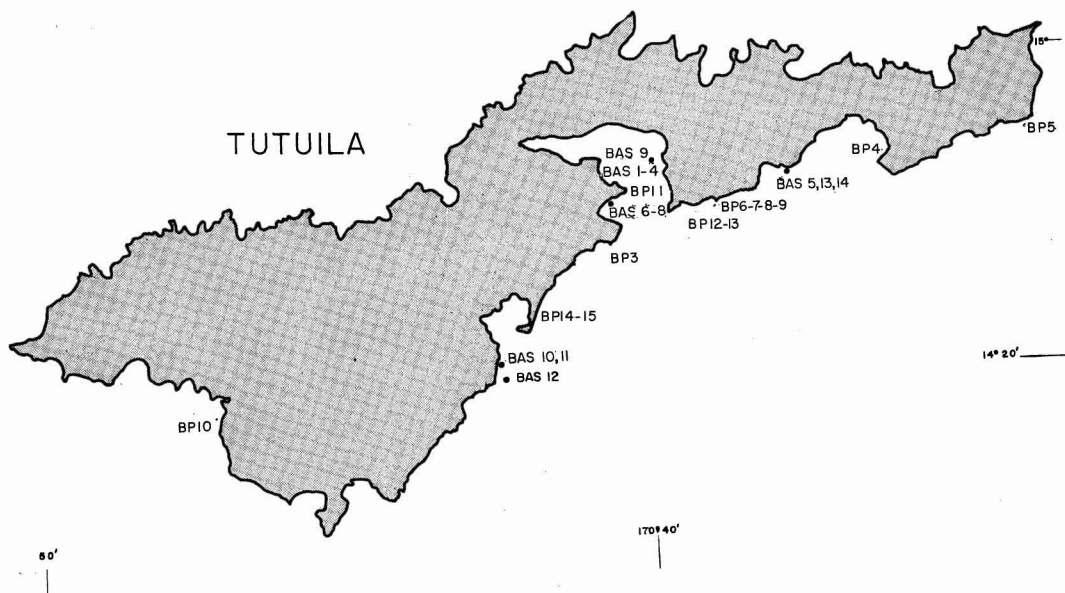 15°
TUTUILA
BP5
BAS 9
BP4
BAS 1-4
BAS 5,13,14
BP11
BP6-7-8-9
BAS 6-8
BP12-13
BP3
BP14-15
14° 20'
BAS 10,11
BAS 12
BP10
170° 40'
50'